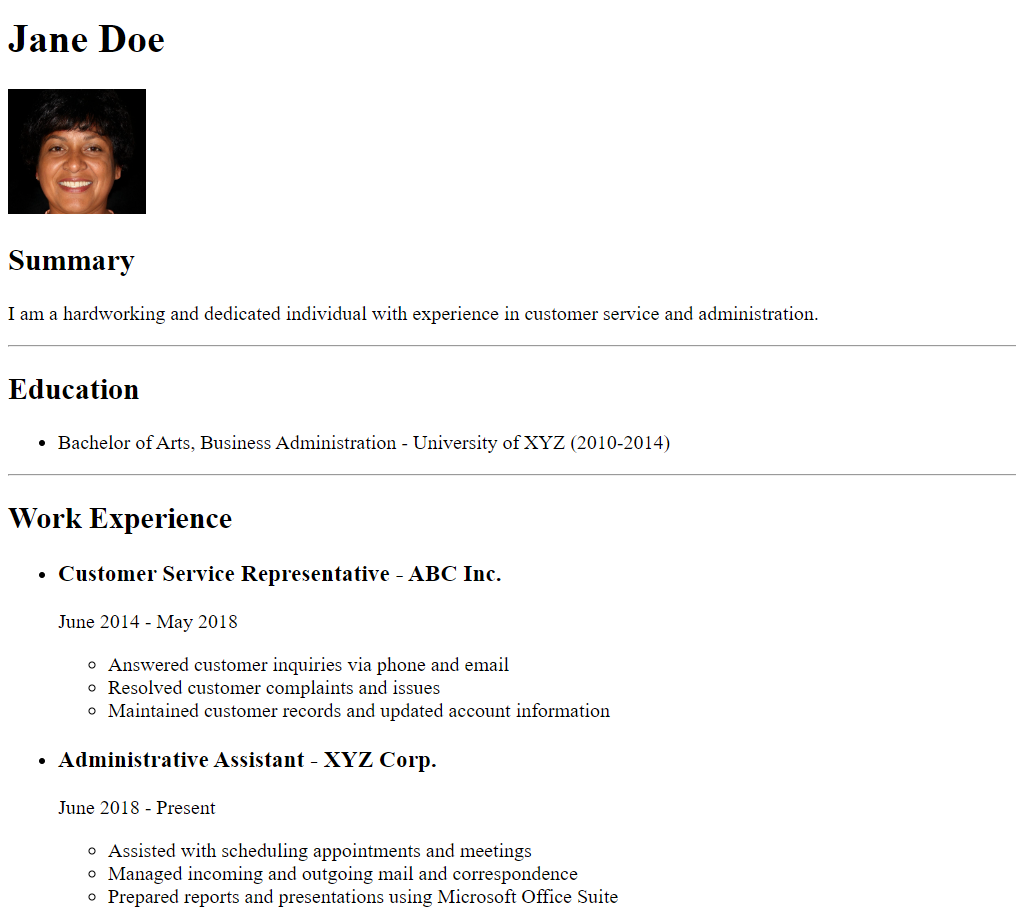 Jane Doe
Summary
I am a hardworking and dedicated individual with experience in customer service and administration.
Education
Bachelor of Arts, Business Administration - University of XYZ (2010-2014)
Work Experience
Customer Service Representative - ABC Inc.
June 2014 - May 2018
Answered customer inquiries via phone and email
Resolved customer complaints and issues
Maintained customer records and updated account information
Administrative Assistant - XYZ Corp.
June 2018 - Present
Assisted with scheduling appointments and meetings
Managed incoming and outgoing mail and correspondence
Prepared reports and presentations using Microsoft Office Suite